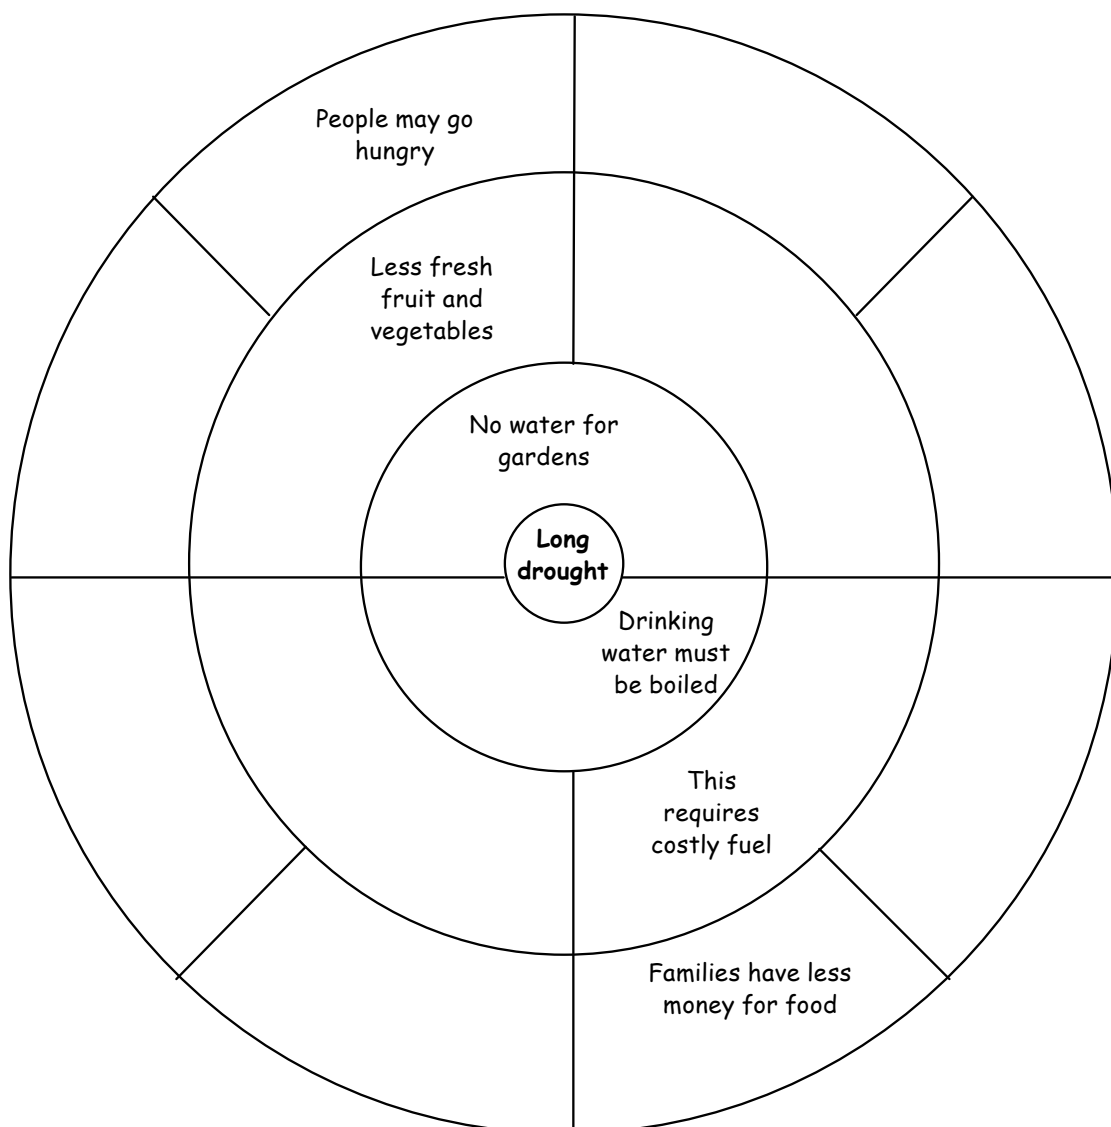 People may go
hungry
Less fresh
fruit and
vegetables
No water for
gardens
Long
drought
Drinking
water must
be boiled
This
requires
costly fuel
Families have less
money for food